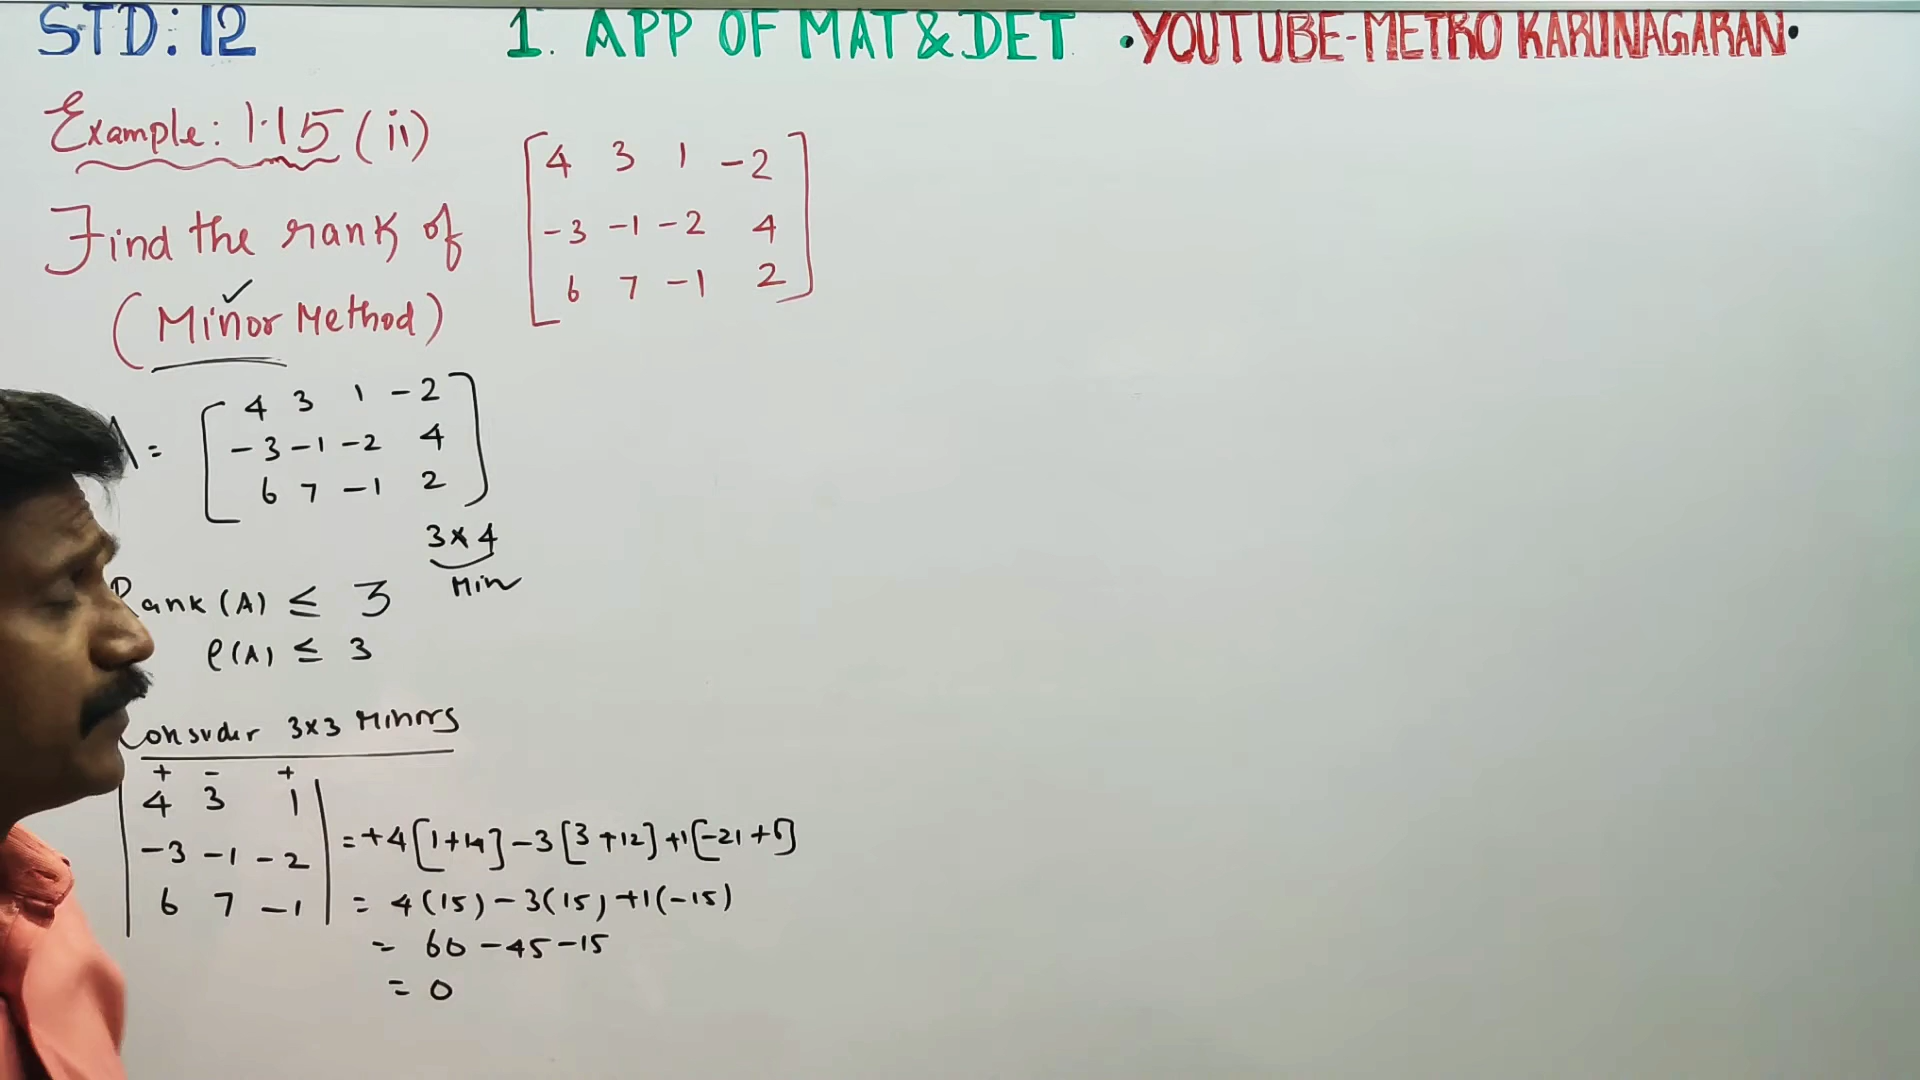 STD: 12 1. APP OF MAT & DET •YOUTUBE-METRO KARUNAGARAN•
Example: 1.15 (ii)
Find the rank of
(Minor Method)
4 3 1 -2
-3 -1 -2 4
6 7 -1 2
A = 4 3 1 -2
-3 -1 -2 4
6 7 -1 2
3×4
Min
Rank (A) ≤ 3
ρ(A) ≤ 3
Consider 3×3 Minors
+ - +
4 3 1
-3 -1 -2 = +4[1+14] -3[3+12] +1[-21+6]
6 7 -1 = 4(15) -3(15) +1(-15)
= 60 -45 -15
= 0